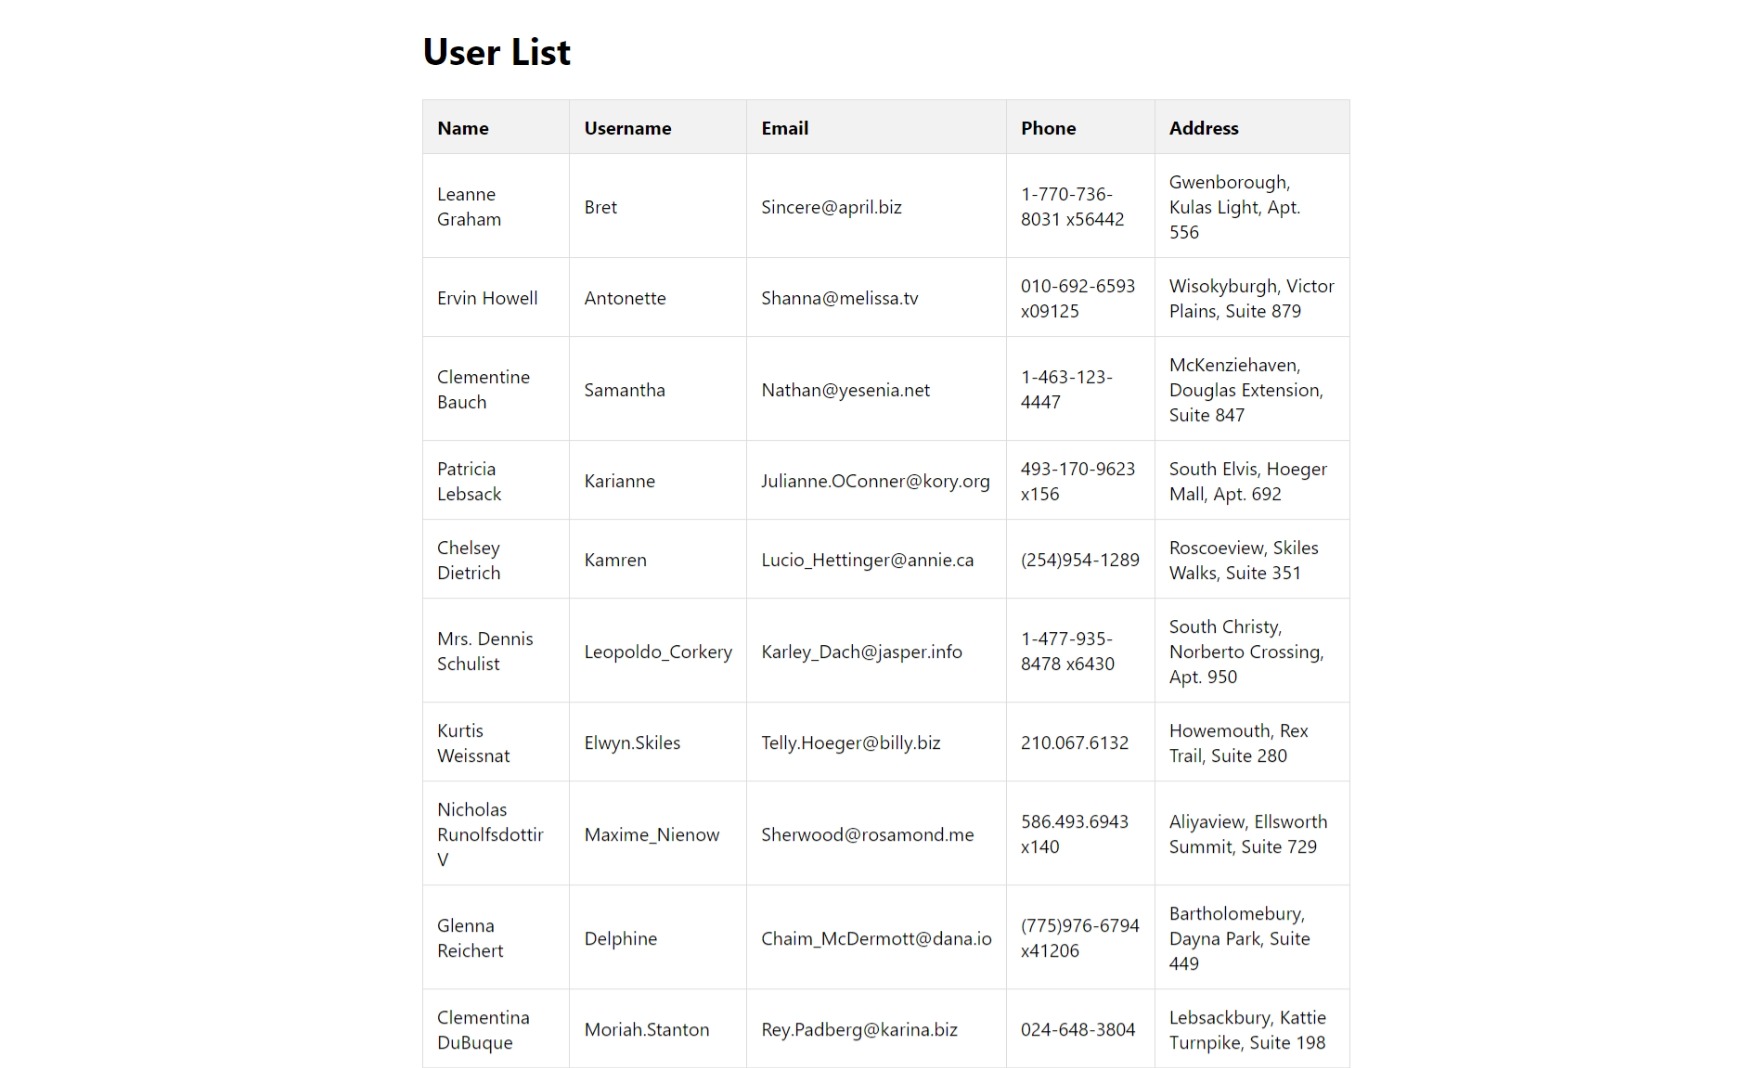 User List
Name Username Email Phone Address
Leanne
Graham
Bret
Sincere@april.biz
1-770-736-
8031 x56442
Gwenborough,
Kulas Light, Apt.
556
Ervin Howell
Antonette
Shanna@melissa.tv
010-692-6593
x09125
Wisokyburgh, Victor
Plains, Suite 879
Clementine
Bauch
Samantha
Nathan@yesenia.net
1-463-123-
4447
McKenziehaven,
Douglas Extension,
Suite 847
Patricia
Lebsack
Karianne
Julianne.OConner@kory.org
493-170-9623
x156
South Elvis, Hoeger
Mall, Apt. 692
Chelsey
Dietrich
Kamren
Lucio_Hettinger@annie.ca
(254)954-1289
Roscoeview, Skiles
Walks, Suite 351
Mrs. Dennis
Schulist
Leopoldo_Corkery
Karley_Dach@jasper.info
1-477-935-
8478 x6430
South Christy,
Norberto Crossing,
Apt. 950
Kurtis
Weissnat
Elwyn.Skiles
Telly.Hoeger@billy.biz
210.067.6132
Howemouth, Rex
Trail, Suite 280
Nicholas
Runolfsdottir
V
Maxime_Nienow
Sherwood@rosamond.me
586.493.6943
x140
Aliyaview, Ellsworth
Summit, Suite 729
Glenna
Reichert
Delphine
Chaim_McDermott@dana.io
(775)976-6794
x41206
Bartholomebury,
Dayna Park, Suite
449
Clementina
DuBuque
Moriah.Stanton
Rey.Padberg@karina.biz
024-648-3804
Lebsackbury, Kattie
Turnpike, Suite 198